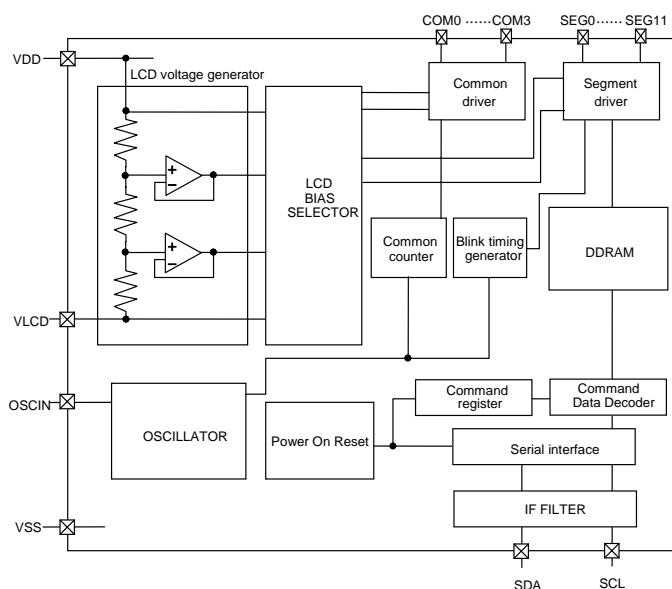 COM0 ······ COM3
SEG0 ······ SEG11
VDD
LCD voltage generator
Common
driver
Segment
driver
+
−
LCD
BIAS
SELECTOR
+
−
Common
counter
Blink timing
generator
DDRAM
VLCD
OSCIN
OSCILLATOR
Power On Reset
Command
register
Command
Data Decoder
Serial interface
IF FILTER
VSS
SDA
SCL